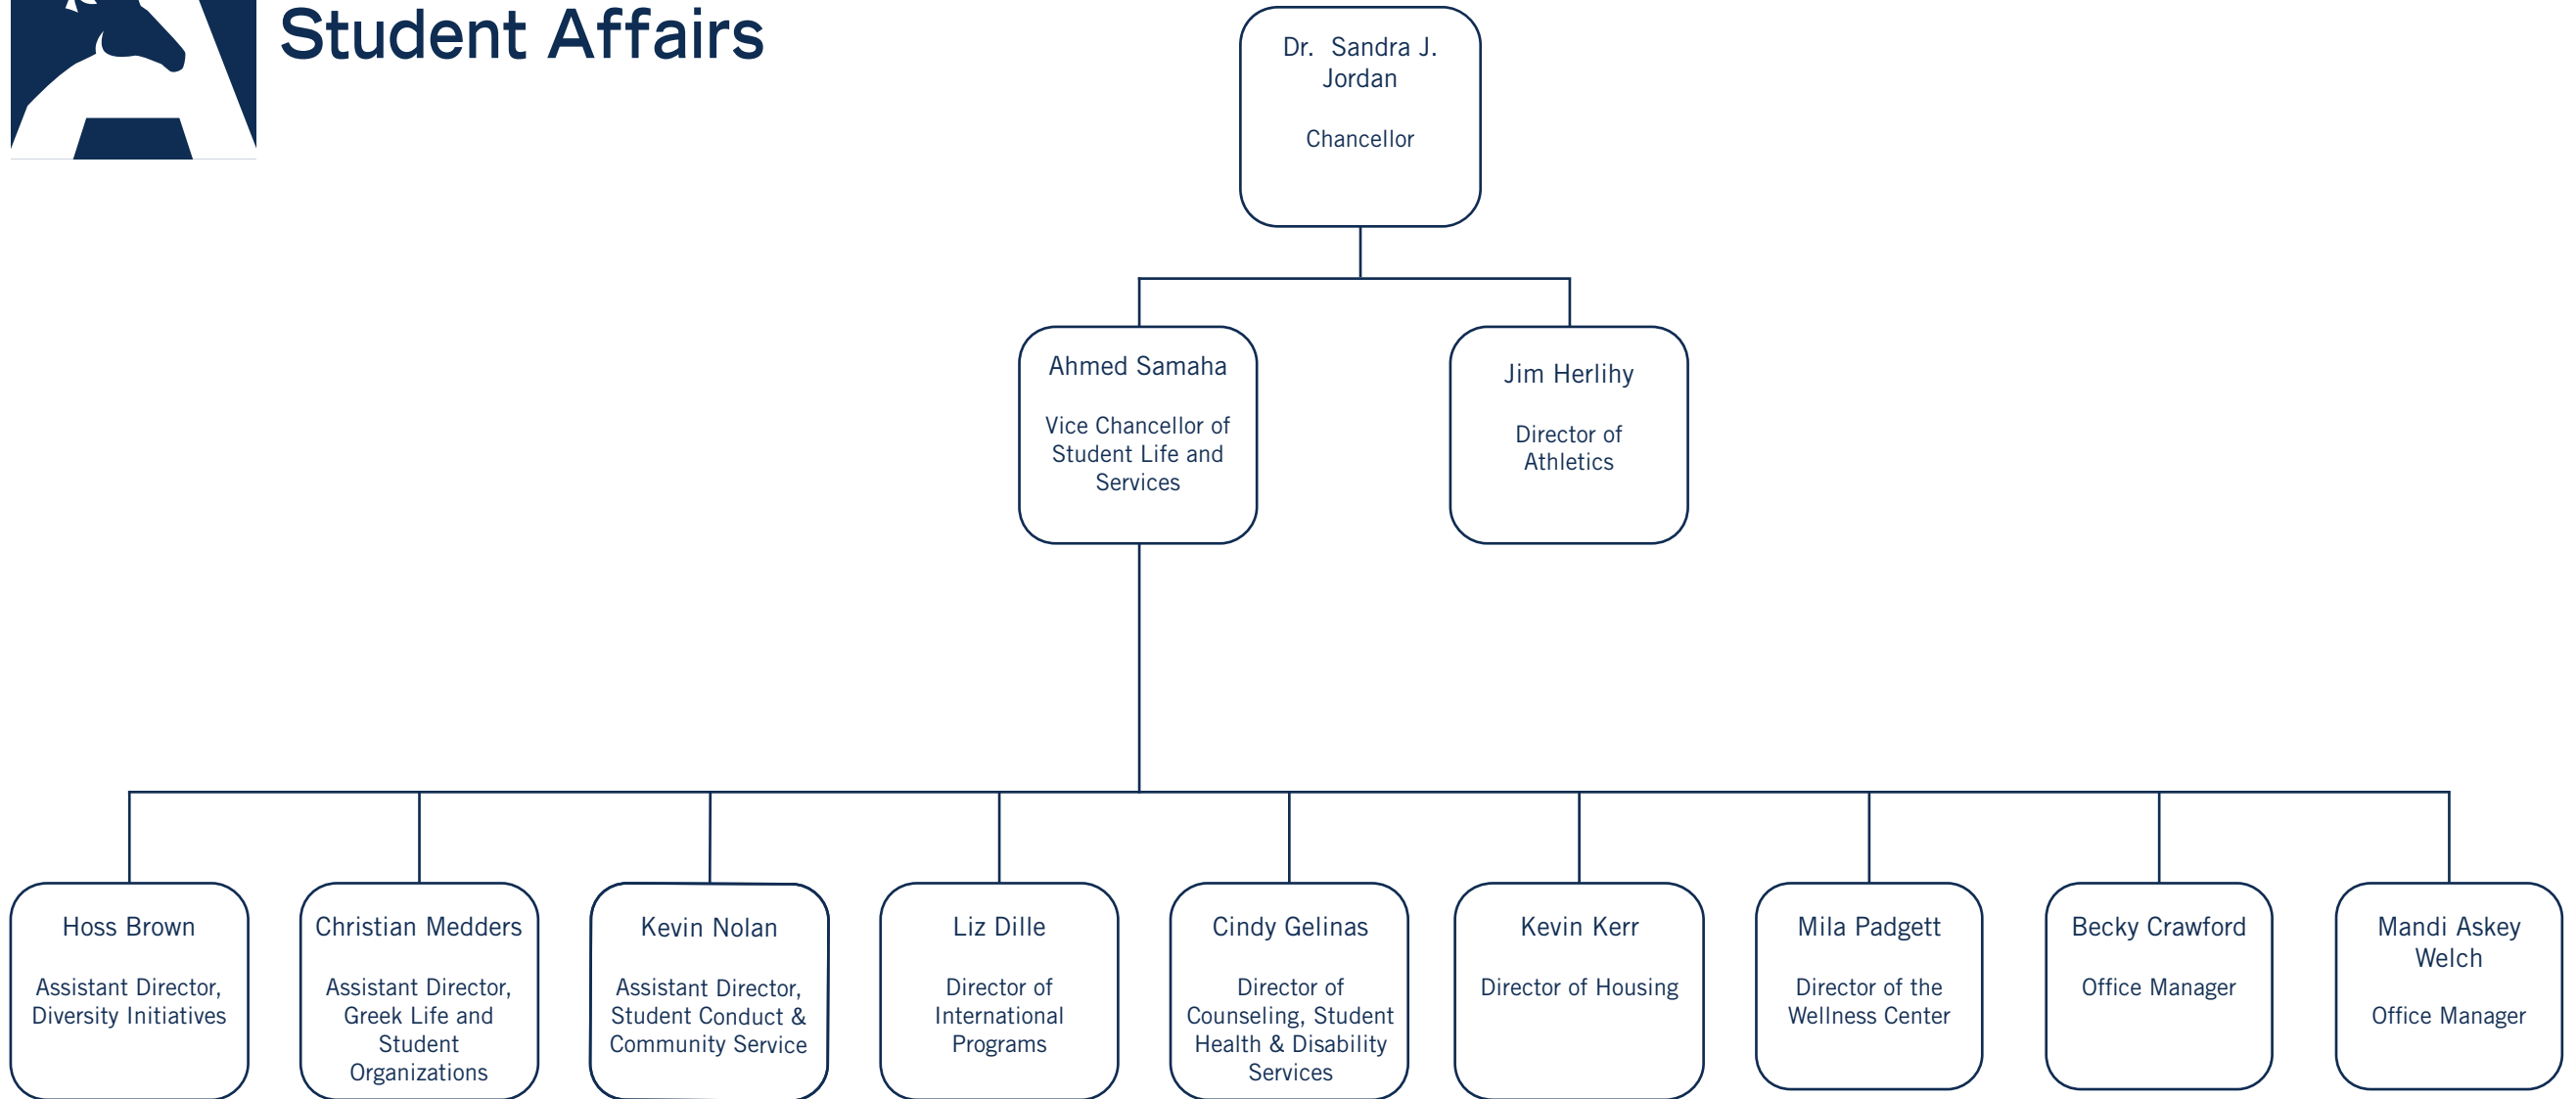 Student Affairs
Dr. Sandra J.
Jordan
Chancellor
Ahmed Samaha
Vice Chancellor of
Student Life and
Services
Jim Herlihy
Director of
Athletics
Hoss Brown
Assistant Director,
Diversity Initiatives
Christian Medders
Assistant Director,
Greek Life and
Student
Organizations
Kevin Nolan
Assistant Director,
Student Conduct &
Community Service
Liz Dille
Director of
International
Programs
Cindy Gelinas
Director of
Counseling, Student
Health & Disability
Services
Kevin Kerr
Director of Housing
Mila Padgett
Director of the
Wellness Center
Becky Crawford
Office Manager
Mandi Askey
Welch
Office Manager